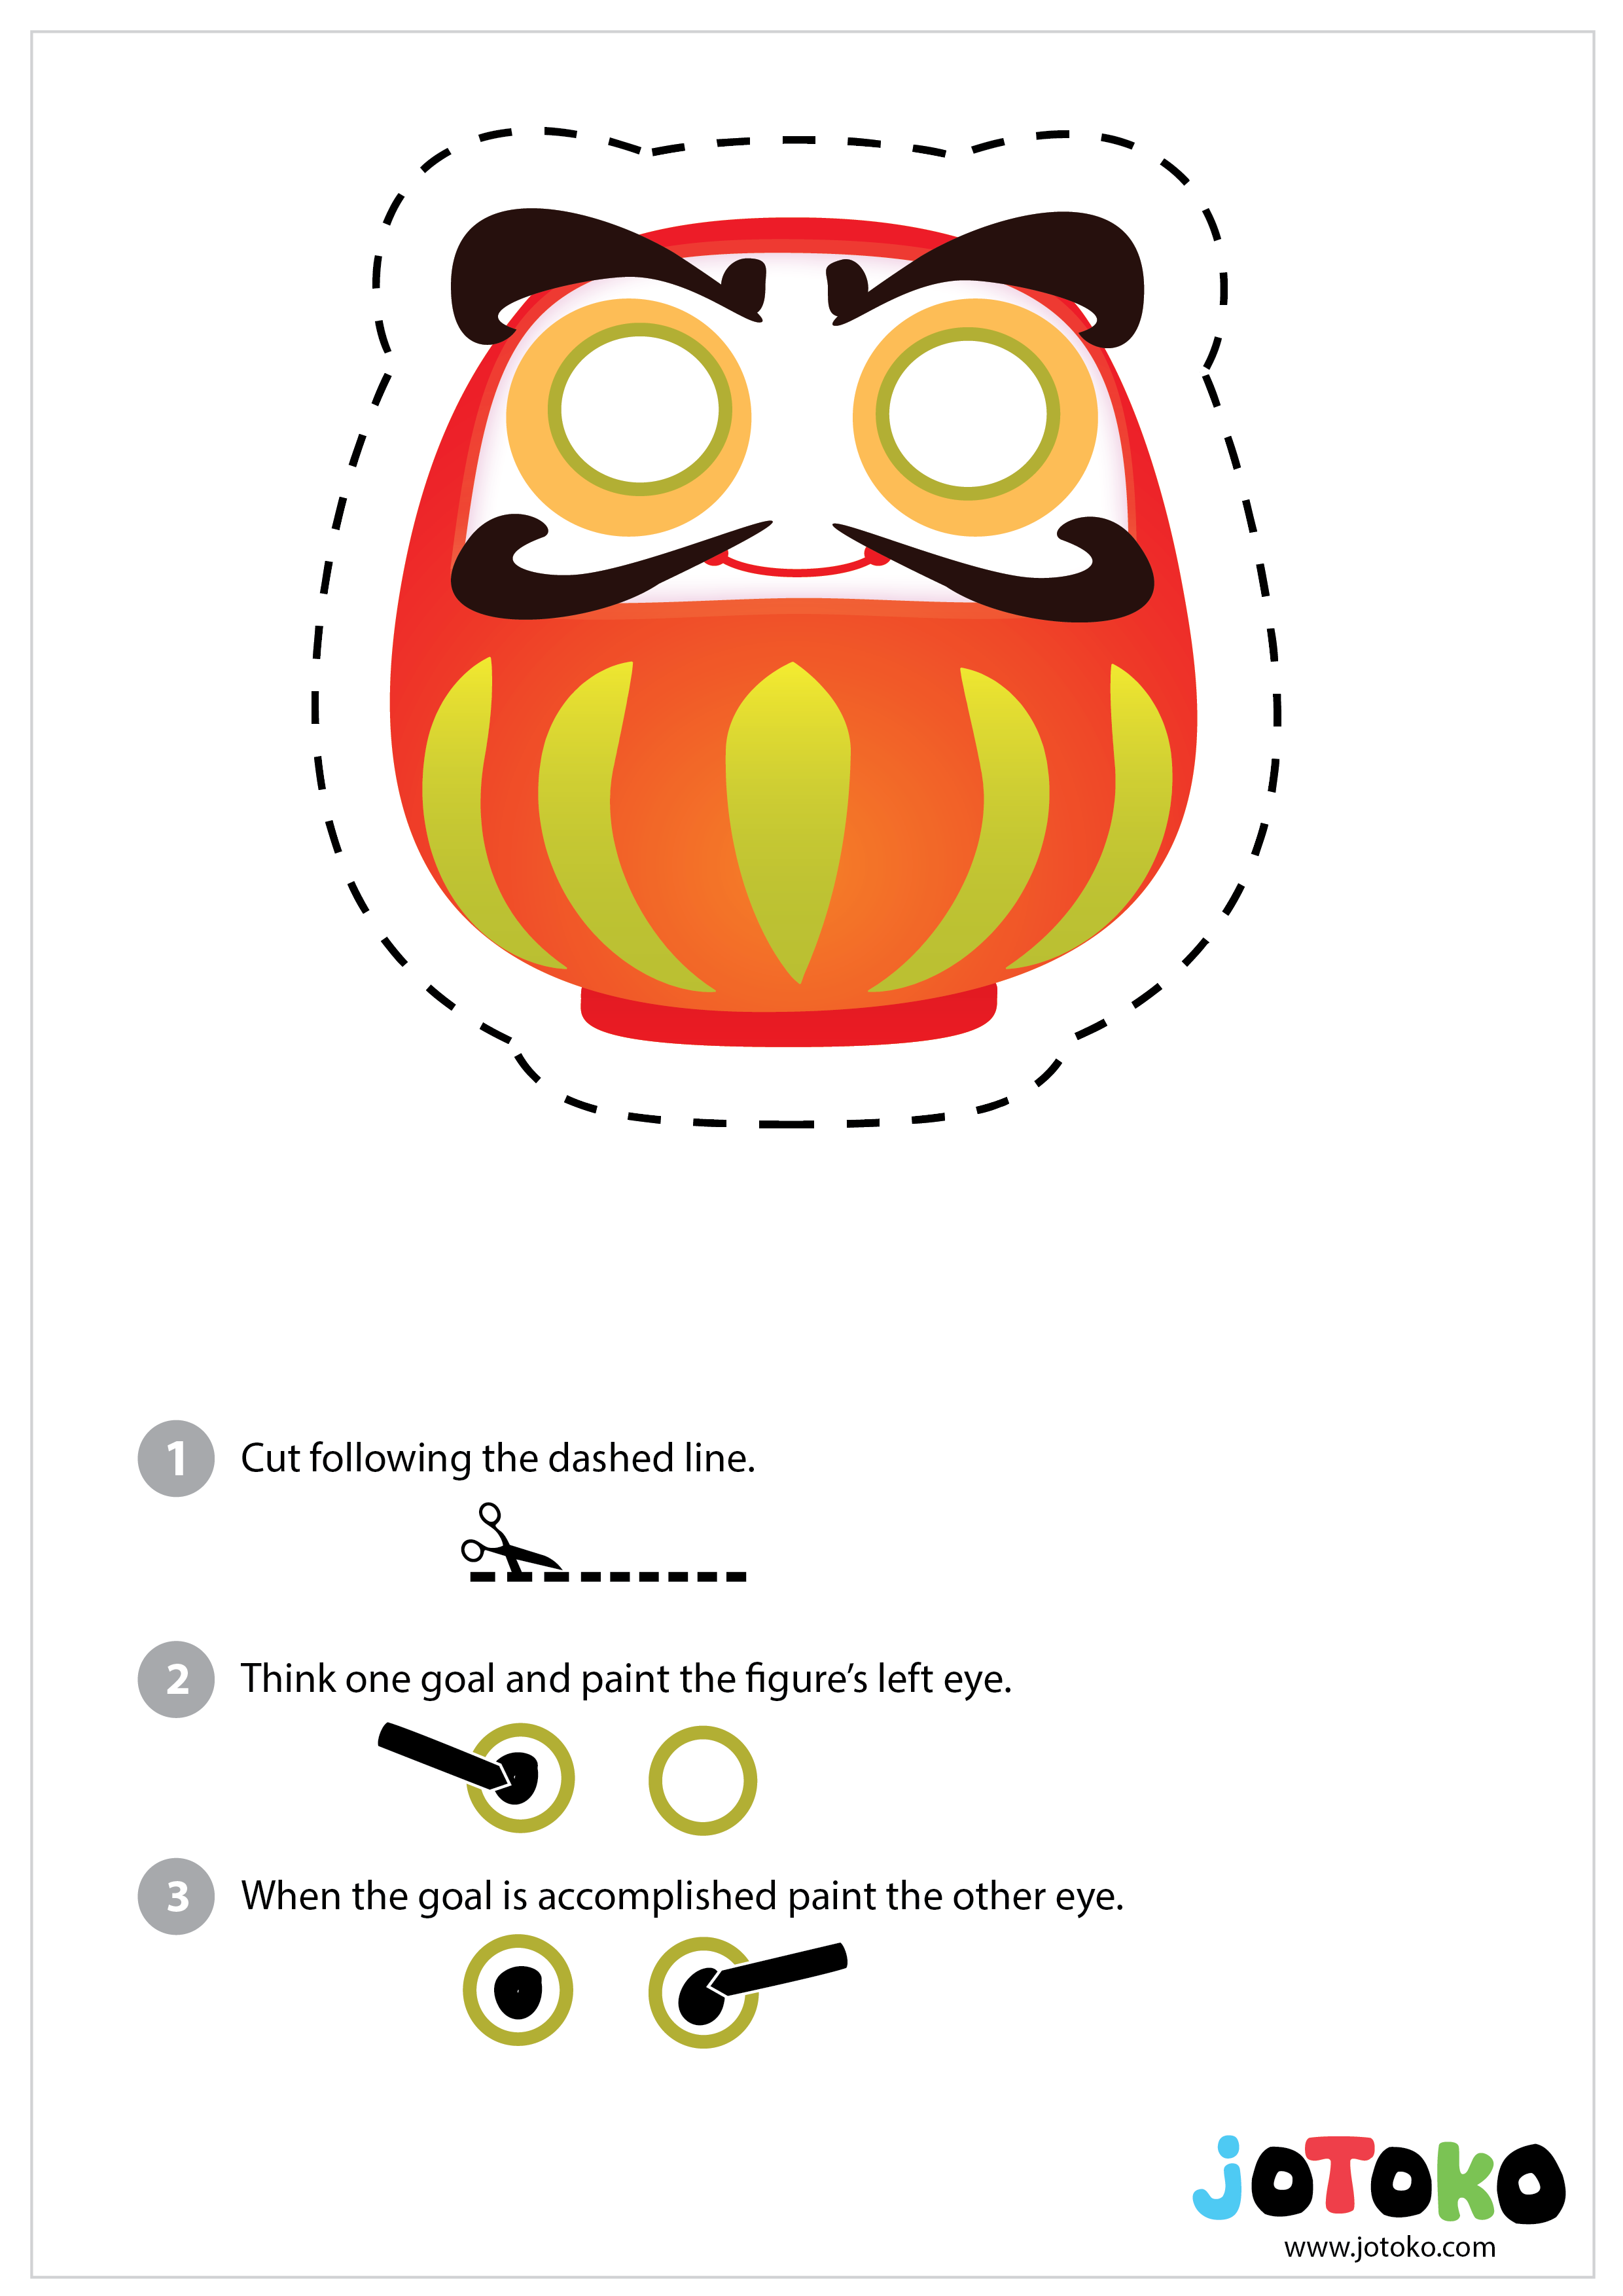 1 Cut following the dashed line.
2 Think one goal and paint the figure's left eye.
3 When the goal is accomplished paint the other eye.
joToko
www.jotoko.com